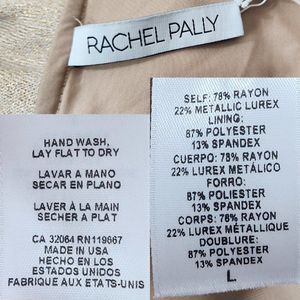 RACHEL PALLY
HAND WASH,
LAY FLAT TO DRY
LAVAR A MANO
SECAR EN PLANO
LAVER À LA MAIN
SECHER A PLAT
CA 32064 RN119667
MADE IN USA
HECHO EN LOS
ESTADOS UNIDOS
FABRIQUE AUX ETATS-UNIS
SELF: 78% RAYON
22% METALLIC LUREX
LINING:
87% POLYESTER
13% SPANDEX
CUERPO: 78% RAYON
22% LUREX METÁLICO
FORRO:
87% POLIESTER
13% SPANDEX
CORPS: 78% RAYON
22% LUREX MÉTALLIQUE
DOUBLURE:
87% POLYESTER
13% SPANDEX
L